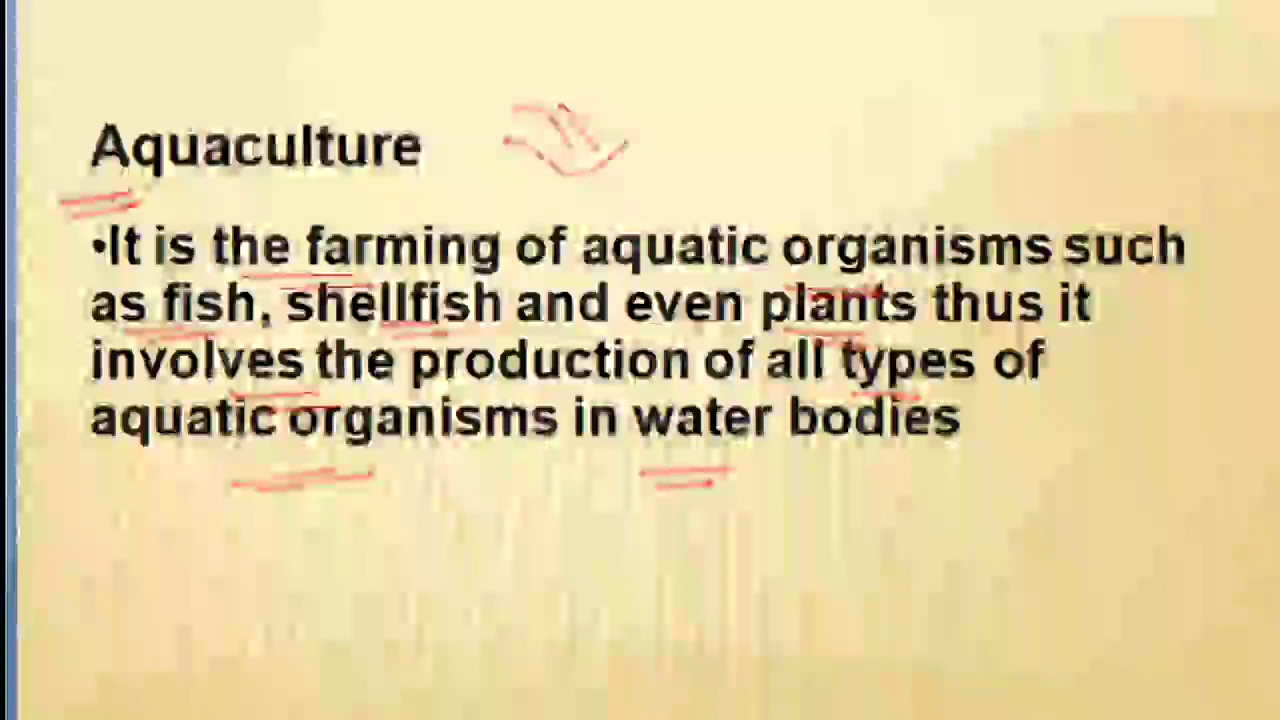 Aquaculture
•It is the farming of aquatic organisms such
as fish, shellfish and even plants thus it
involves the production of all types of
aquatic organisms in water bodies